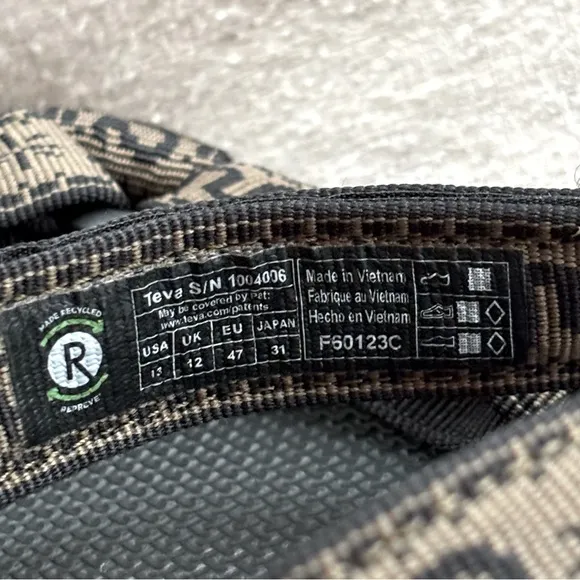 MADE RECYCLED
R
REPREVE
Teva S/N 1004006
May be covered by Pat:
www.teva.com/patents
USA UK EU JAPAN
13 12 47 31
Made in Vietnam
Fabriqué au Vietnam
Hecho en Vietnam
F60123C